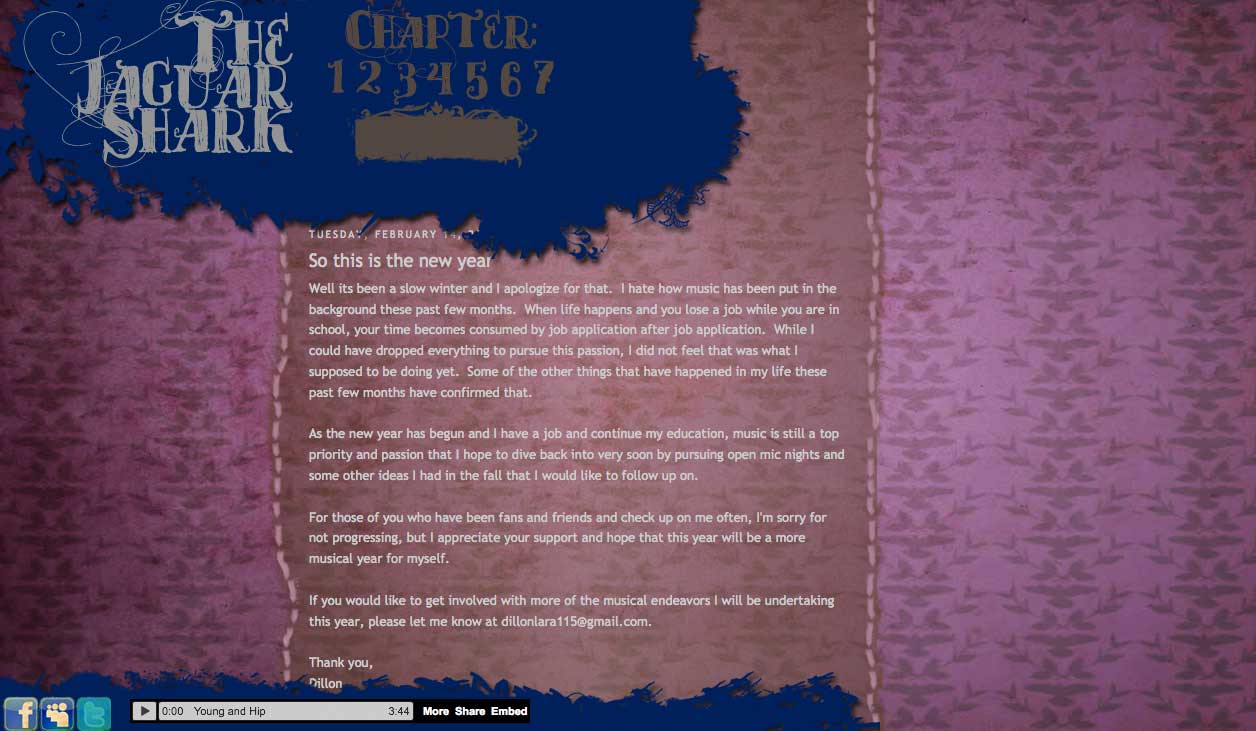 THE
JAGUAR
SHARK
CHAPTER:
1 2 3 4 5 6 7
TUESDAY, FEBRUARY 14, 2
So this is the new year
Well its been a slow winter and I apologize for that.  I hate how music has been put in the
background these past few months.  When life happens and you lose a job while you are in
school, your time becomes consumed by job application after job application.  While I
could have dropped everything to pursue this passion, I did not feel that was what I
supposed to be doing yet.  Some of the other things that have happened in my life these
past few months have confirmed that.
As the new year has begun and I have a job and continue my education, music is still a top
priority and passion that I hope to dive back into very soon by pursuing open mic nights and
some other ideas I had in the fall that I would like to follow up on.
For those of you who have been fans and friends and check up on me often, I'm sorry for
not progressing, but I appreciate your support and hope that this year will be a more
musical year for myself.
If you would like to get involved with more of the musical endeavors I will be undertaking
this year, please let me know at dillonlara115@gmail.com.
Thank you,
Dillon
0:00 Young and Hip 3:44 More Share Embed